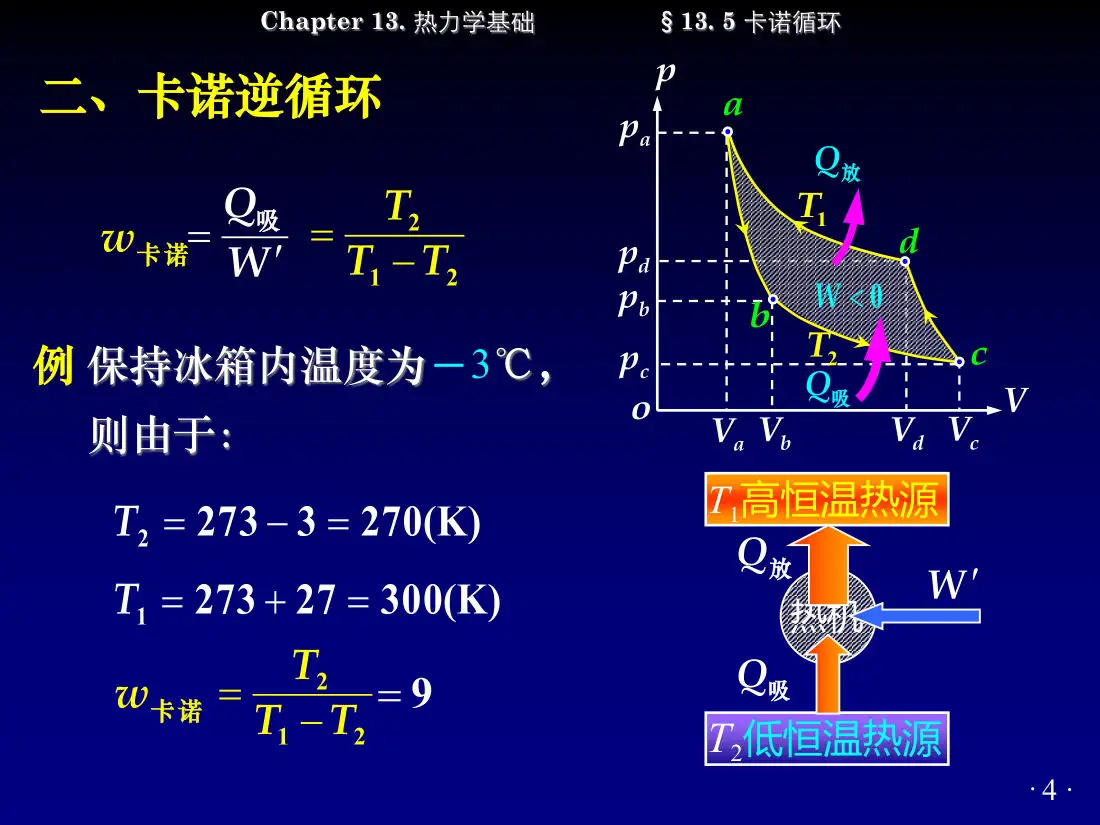 Chapter 13. 热力学基础 §13. 5 卡诺循环
二、卡诺逆循环
w卡诺 = Q吸 / W′ = T2 / (T1 − T2)
例 保持冰箱内温度为－3℃，
则由于：
T2 = 273 − 3 = 270(K)
T1 = 273 + 27 = 300(K)
w卡诺 = T2 / (T1 − T2) = 9
p
a
pa
Q放
T1
d
pd
W < 0
pb
b
T2
c
pc
Q吸
o
V
Va Vb Vd Vc
T1高恒温热源
Q放
W′
热机
Q吸
T2低恒温热源
· 4 ·